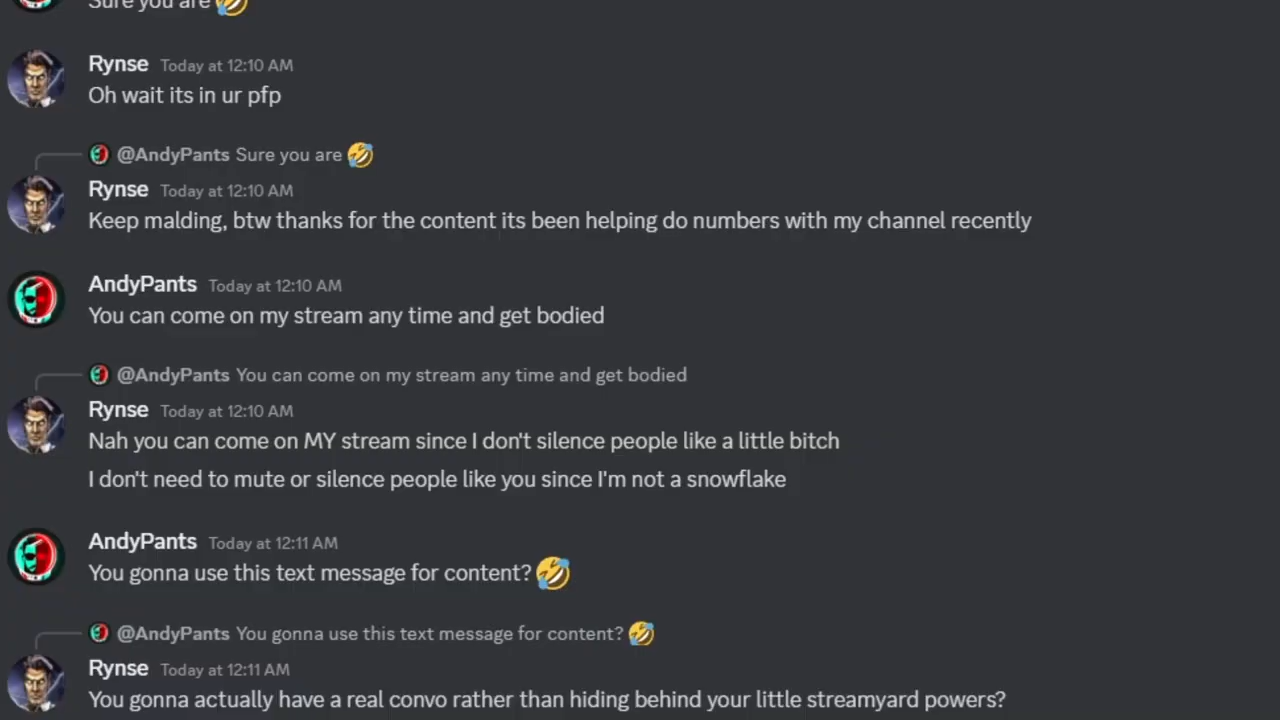 Sure you are 🤣
Rynse Today at 12:10 AM
Oh wait its in ur pfp
@AndyPants Sure you are 🤣
Rynse Today at 12:10 AM
Keep malding, btw thanks for the content its been helping do numbers with my channel recently
AndyPants Today at 12:10 AM
You can come on my stream any time and get bodied
@AndyPants You can come on my stream any time and get bodied
Rynse Today at 12:10 AM
Nah you can come on MY stream since I don't silence people like a little bitch
I don't need to mute or silence people like you since I'm not a snowflake
AndyPants Today at 12:11 AM
You gonna use this text message for content? 🤣
@AndyPants You gonna use this text message for content? 🤣
Rynse Today at 12:11 AM
You gonna actually have a real convo rather than hiding behind your little streamyard powers?